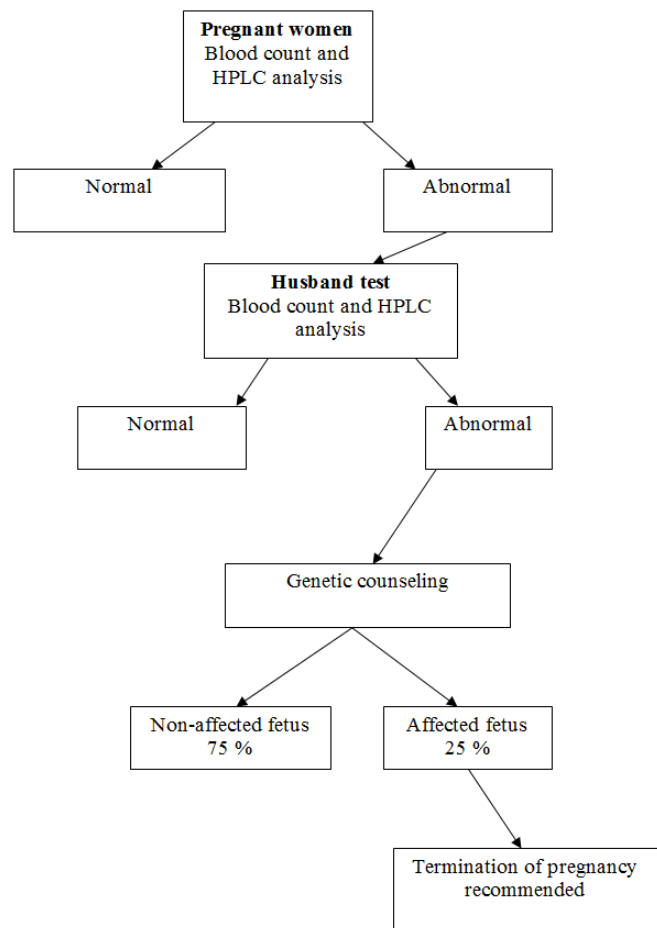 Pregnant women
Blood count and
HPLC analysis
Normal
Abnormal
Husband test
Blood count and HPLC
analysis
Normal
Abnormal
Genetic counseling
Non-affected fetus
75 %
Affected fetus
25 %
Termination of pregnancy
recommended